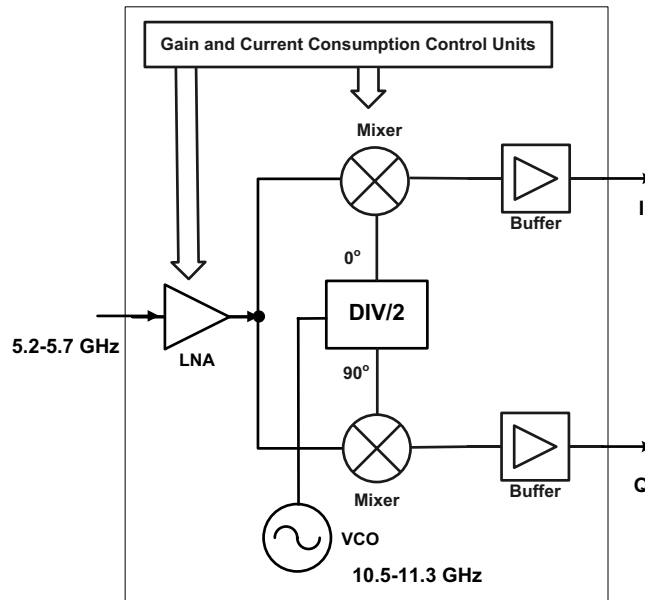 Gain and Current Consumption Control Units
Mixer
Buffer
I
0°
DIV/2
5.2-5.7 GHz
LNA
90°
Mixer
Buffer
Q
VCO
10.5-11.3 GHz